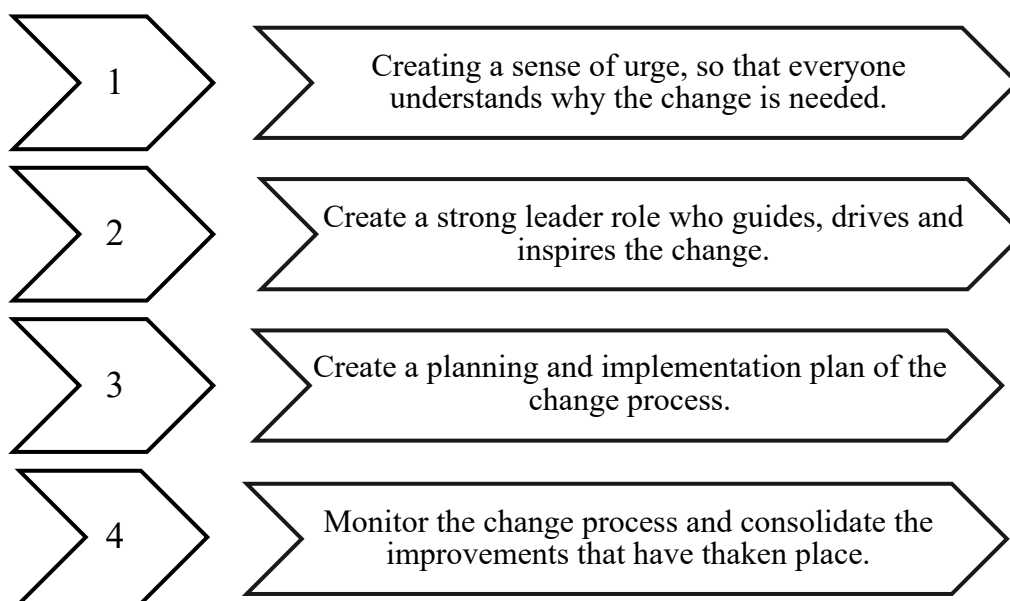 1
Creating a sense of urge, so that everyone
understands why the change is needed.
2
Create a strong leader role who guides, drives and
inspires the change.
3
Create a planning and implementation plan of the
change process.
4
Monitor the change process and consolidate the
improvements that have thaken place.